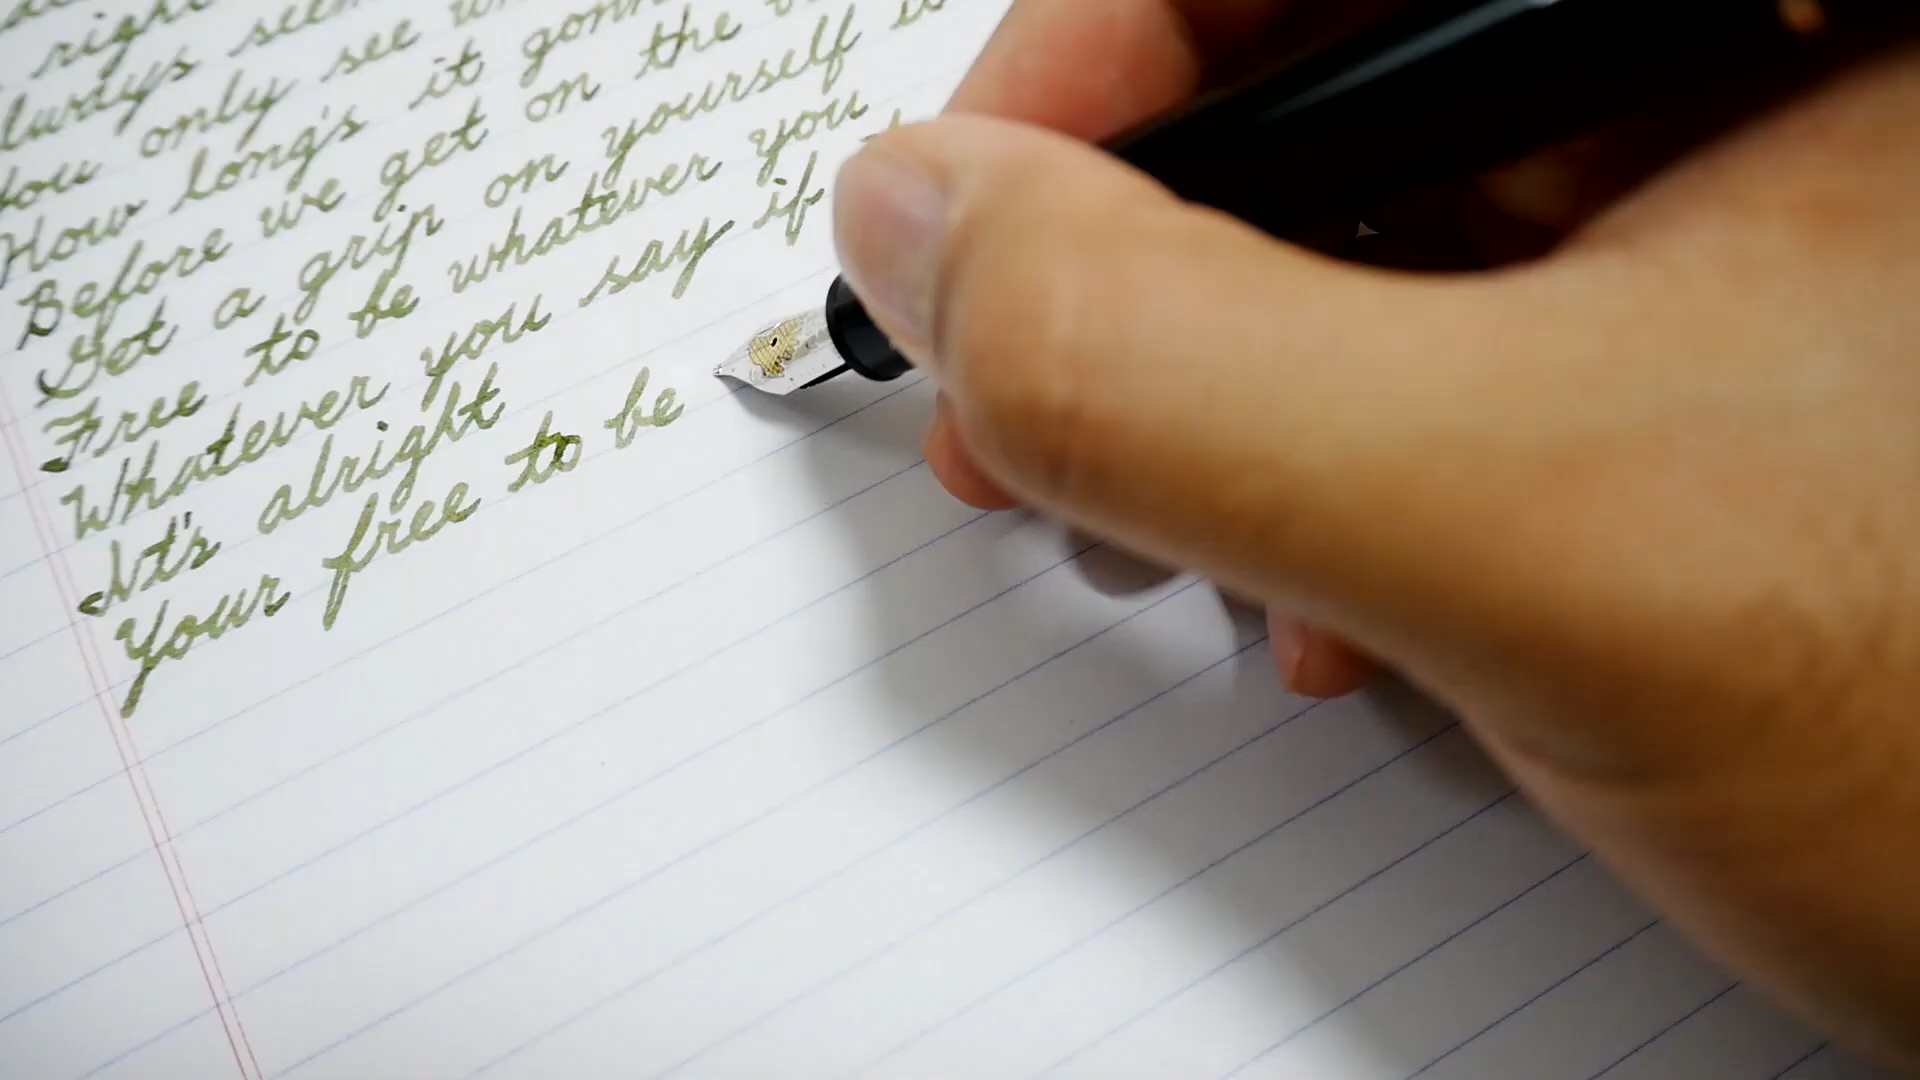 right
always seem
You only see
How long's it gonna
Before we get on the
Get a grip on yourself it
Free to be whatever you
Whatever you say if
It's alright
Your free to be